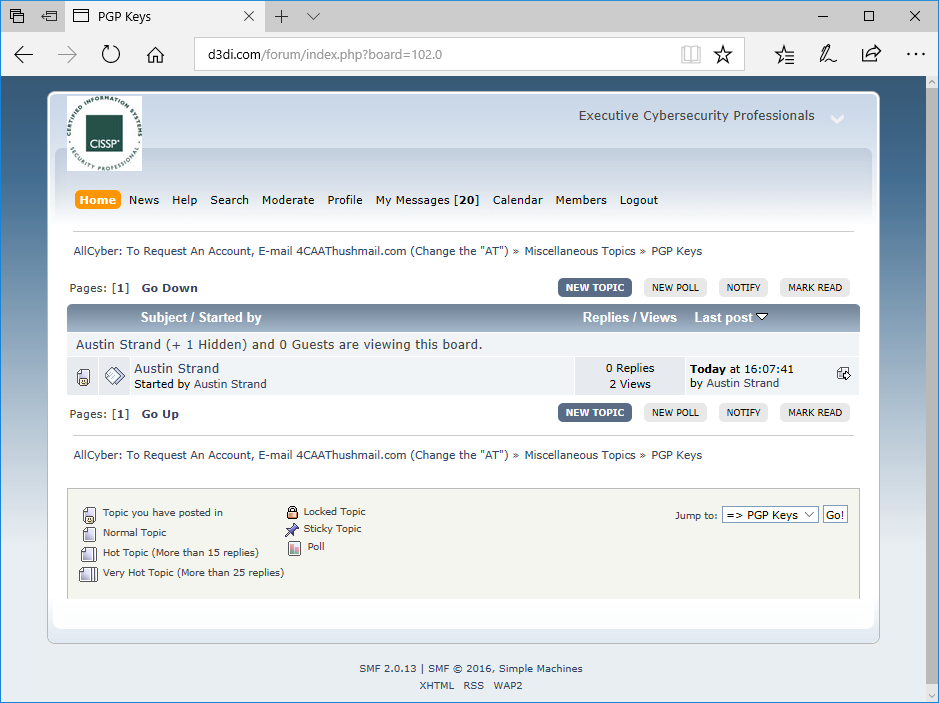 PGP Keys
d3di.com/forum/index.php?board=102.0
CERTIFIED INFORMATION SYSTEMS SECURITY PROFESSIONAL
CISSP®
Executive Cybersecurity Professionals
Home News Help Search Moderate Profile My Messages [20] Calendar Members Logout
AllCyber: To Request An Account, E-mail 4CAAThushmail.com (Change the "AT") » Miscellaneous Topics » PGP Keys
Pages: [1] Go Down NEW TOPIC NEW POLL NOTIFY MARK READ
Subject / Started by Replies / Views Last post
Austin Strand (+ 1 Hidden) and 0 Guests are viewing this board.
Austin Strand 0 Replies Today at 16:07:41
Started by Austin Strand 2 Views by Austin Strand
Pages: [1] Go Up NEW TOPIC NEW POLL NOTIFY MARK READ
AllCyber: To Request An Account, E-mail 4CAAThushmail.com (Change the "AT") » Miscellaneous Topics » PGP Keys
Topic you have posted in Locked Topic Jump to: => PGP Keys Go!
Normal Topic Sticky Topic
Hot Topic (More than 15 replies) Poll
Very Hot Topic (More than 25 replies)
SMF 2.0.13 | SMF © 2016, Simple Machines
XHTML RSS WAP2